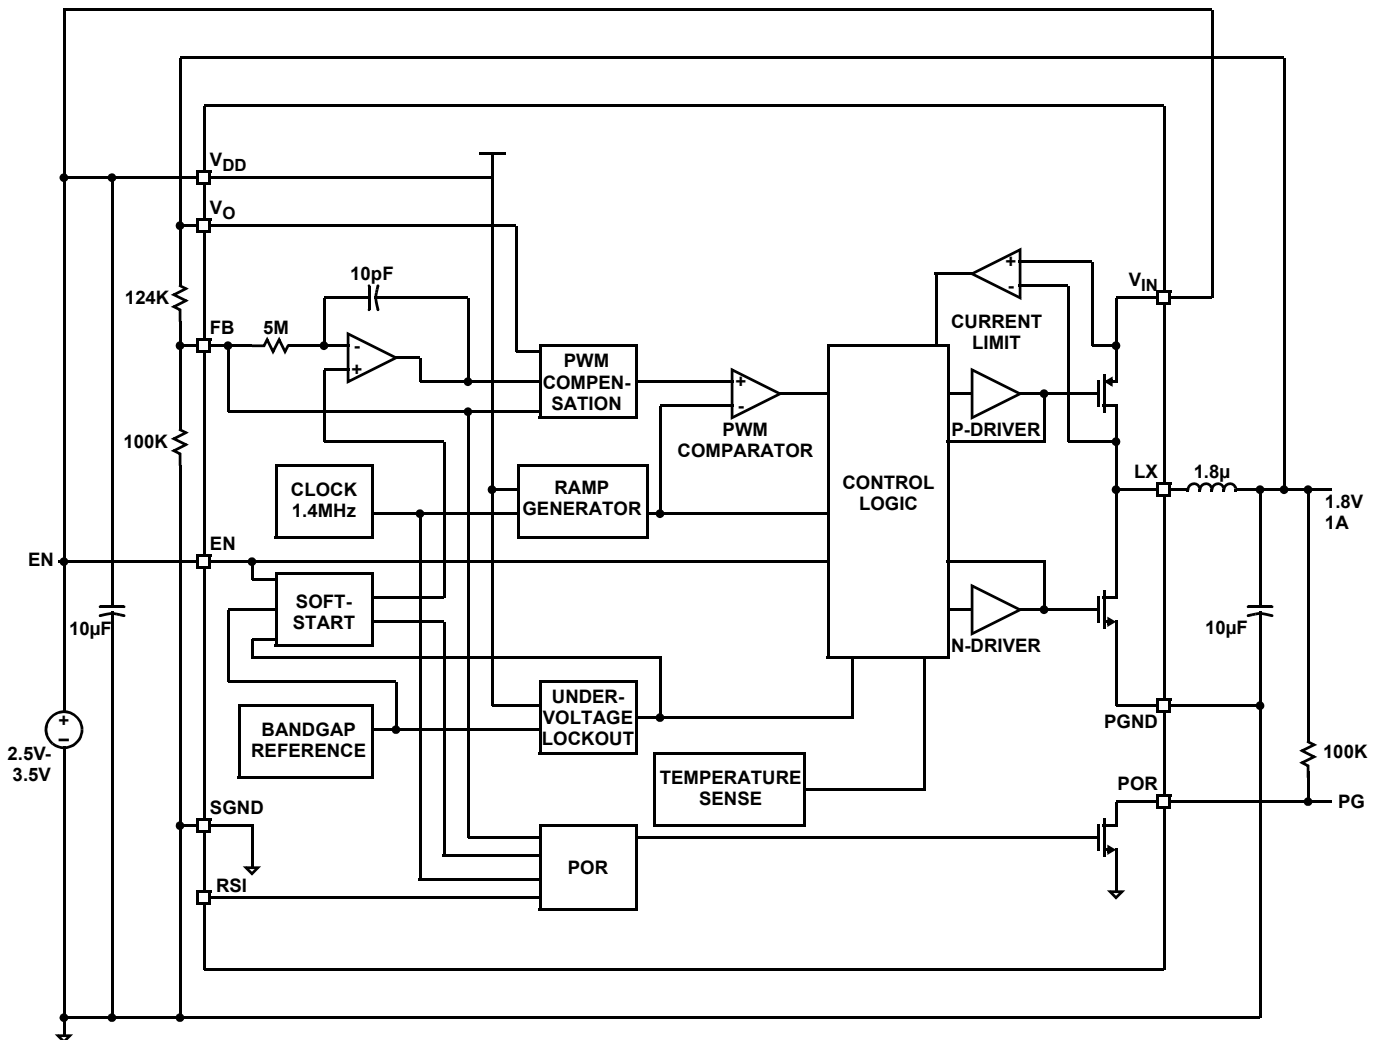 VDD
VO
10pF
124K
FB
5M
-
+
PWM
COMPEN-
SATION
+
-
CURRENT
LIMIT
VIN
+
-
PWM
COMPARATOR
P-DRIVER
100K
CLOCK
1.4MHz
RAMP
GENERATOR
CONTROL
LOGIC
LX
1.8µ
1.8V
1A
EN
EN
SOFT-
START
10µF
N-DRIVER
10µF
UNDER-
VOLTAGE
LOCKOUT
BANDGAP
REFERENCE
PGND
+
–
2.5V-
3.5V
TEMPERATURE
SENSE
100K
POR
PG
SGND
POR
RSI